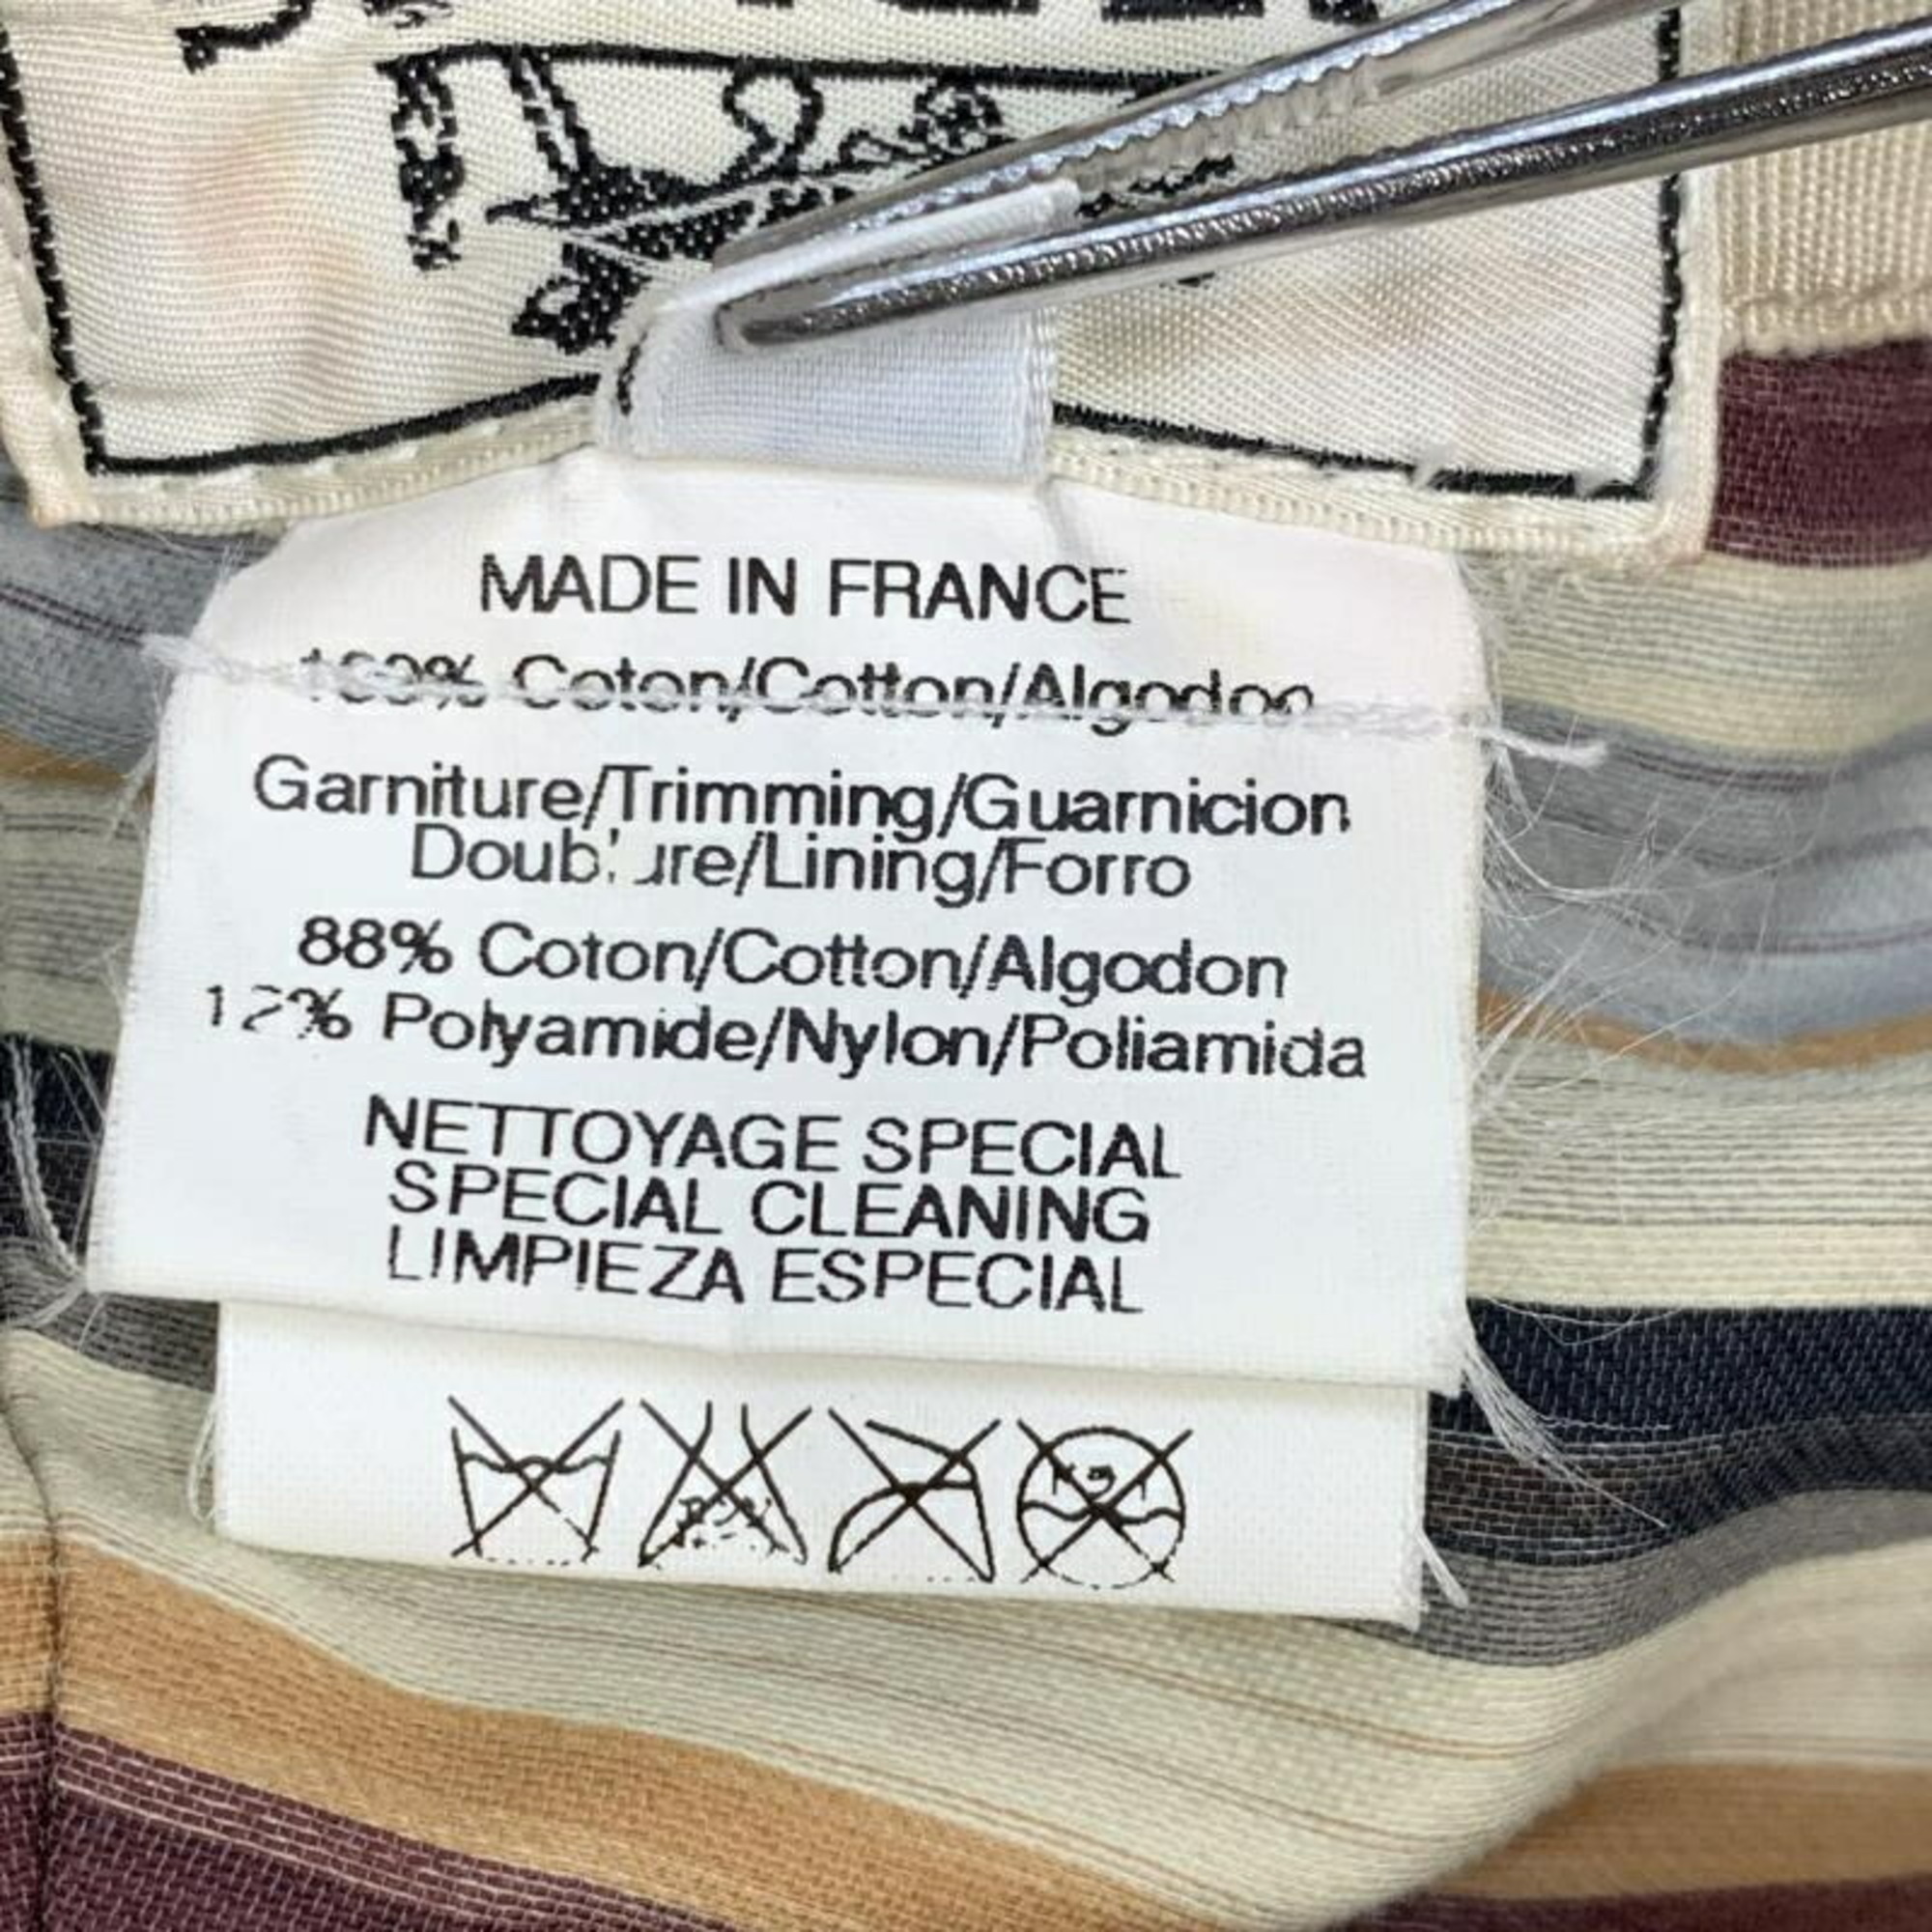 MADE IN FRANCE
100% Coton/Cotton/Algodon
Garniture/Trimming/Guarnicion
Doublure/Lining/Forro
88% Coton/Cotton/Algodon
12% Polyamide/Nylon/Poliamida
NETTOYAGE SPECIAL
SPECIAL CLEANING
LIMPIEZA ESPECIAL